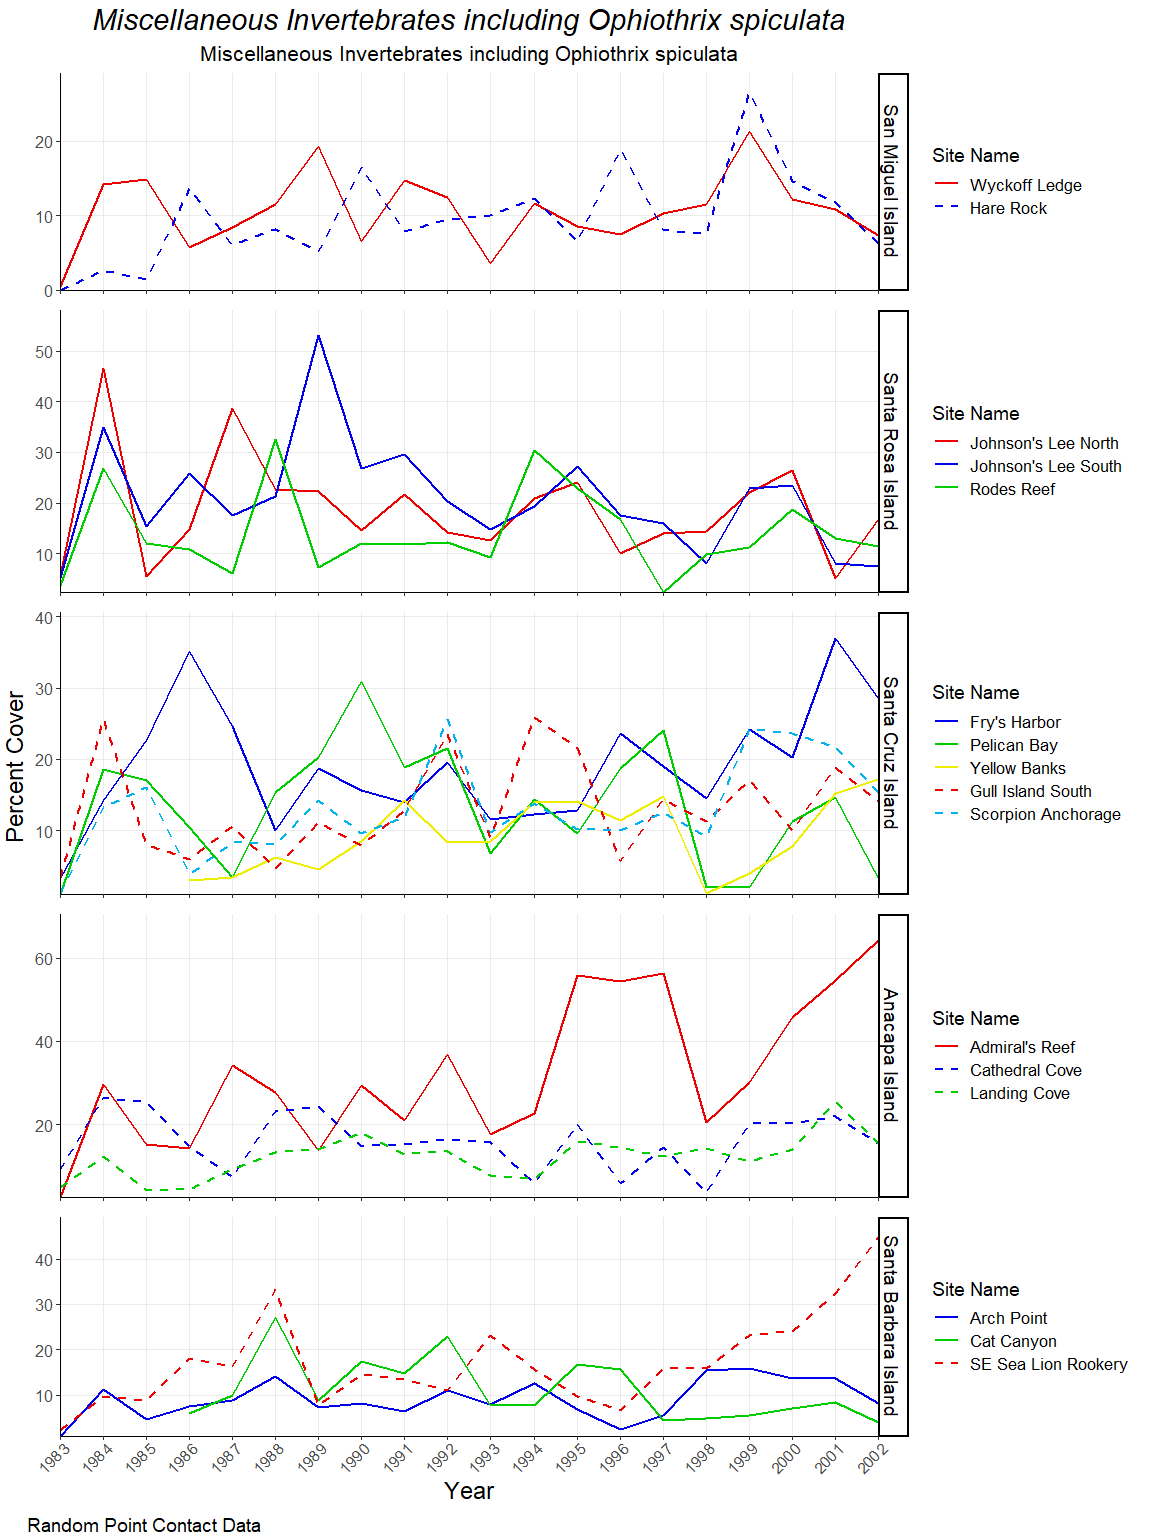 Miscellaneous Invertebrates including Ophiothrix spiculata
Miscellaneous Invertebrates including Ophiothrix spiculata
Percent Cover
20
10
0
San Miguel Island
Site Name
Wyckoff Ledge
Hare Rock
50
40
30
20
10
Santa Rosa Island
Site Name
Johnson's Lee North
Johnson's Lee South
Rodes Reef
40
30
20
10
Santa Cruz Island
Site Name
Fry's Harbor
Pelican Bay
Yellow Banks
Gull Island South
Scorpion Anchorage
60
40
20
Anacapa Island
Site Name
Admiral's Reef
Cathedral Cove
Landing Cove
40
30
20
10
Santa Barbara Island
Site Name
Arch Point
Cat Canyon
SE Sea Lion Rookery
1983 1984 1985 1986 1987 1988 1989 1990 1991 1992 1993 1994 1995 1996 1997 1998 1999 2000 2001 2002
Year
Random Point Contact Data